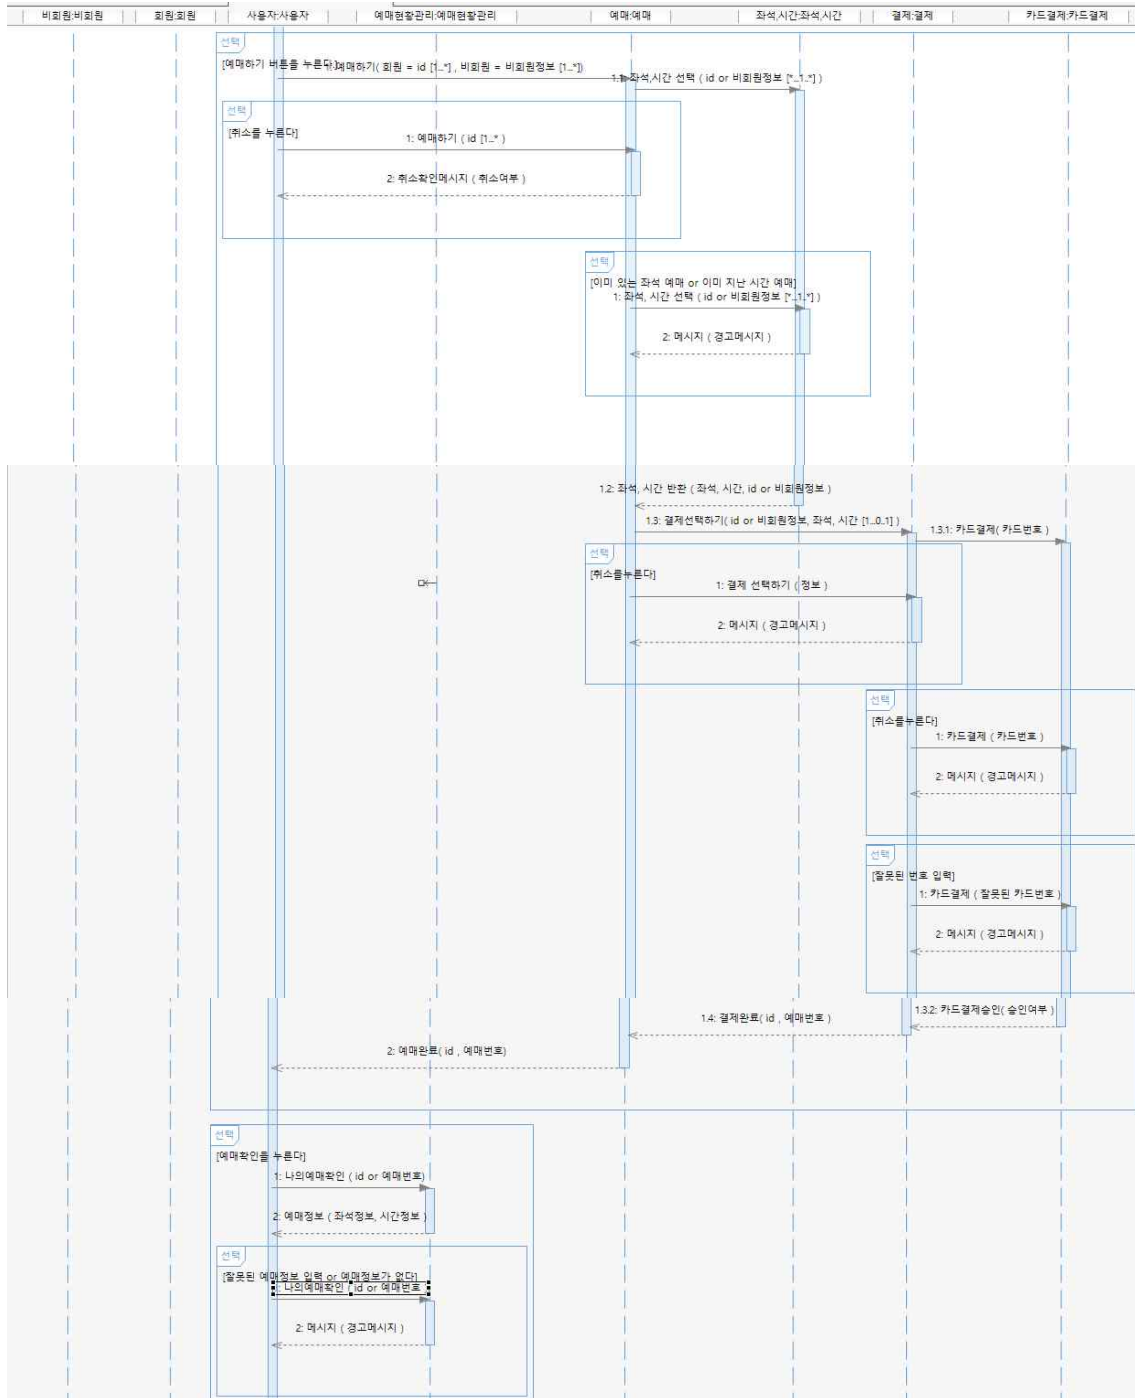 비회원:비회원
회원:회원
사용자:사용자
예매현황관리:예매현황관리
예매:예매
좌석,시간:좌석,시간
결제:결제
카드결제:카드결제
선택
[예매하기 버튼을 누른다]
예매하기( 회원 = id [1..*] , 비회원 = 비회원정보 [1..*])
1.1: 좌석,시간 선택 ( id or 비회원정보 [*..1..*] )
선택
[취소를 누른다]
1: 예매하기 ( id [1..* )
2: 취소확인메시지 ( 취소여부 )
선택
[이미 있는 좌석 예매 or 이미 지난 시간 예매]
1: 좌석, 시간 선택 ( id or 비회원정보 [*..1..*] )
2: 메시지 ( 경고메시지 )
1.2: 좌석, 시간 반환 ( 좌석, 시간, id or 비회원정보 )
1.3: 결제선택하기( id or 비회원정보, 좌석, 시간 [1..0..1] )
1.3.1: 카드결제( 카드번호 )
선택
[취소를누른다]
1: 결제 선택하기 ( 정보 )
2: 메시지 ( 경고메시지 )
선택
[취소를누른다]
1: 카드결제 ( 카드번호 )
2: 메시지 ( 경고메시지 )
선택
[잘못된 번호 입력]
1: 카드결제 ( 잘못된 카드번호 )
2: 메시지 ( 경고메시지 )
1.3.2: 카드결제승인( 승인여부 )
1.4: 결제완료( id , 예매번호 )
2: 예매완료( id , 예매번호)
선택
[예매확인을 누른다]
1: 나의예매확인 ( id or 예매번호)
2: 예매정보 ( 좌석정보, 시간정보 )
선택
[잘못된 예매정보 입력 or 예매정보가 없다]
: 나의예매확인 ( id or 예매번호
2: 메시지 ( 경고메시지 )